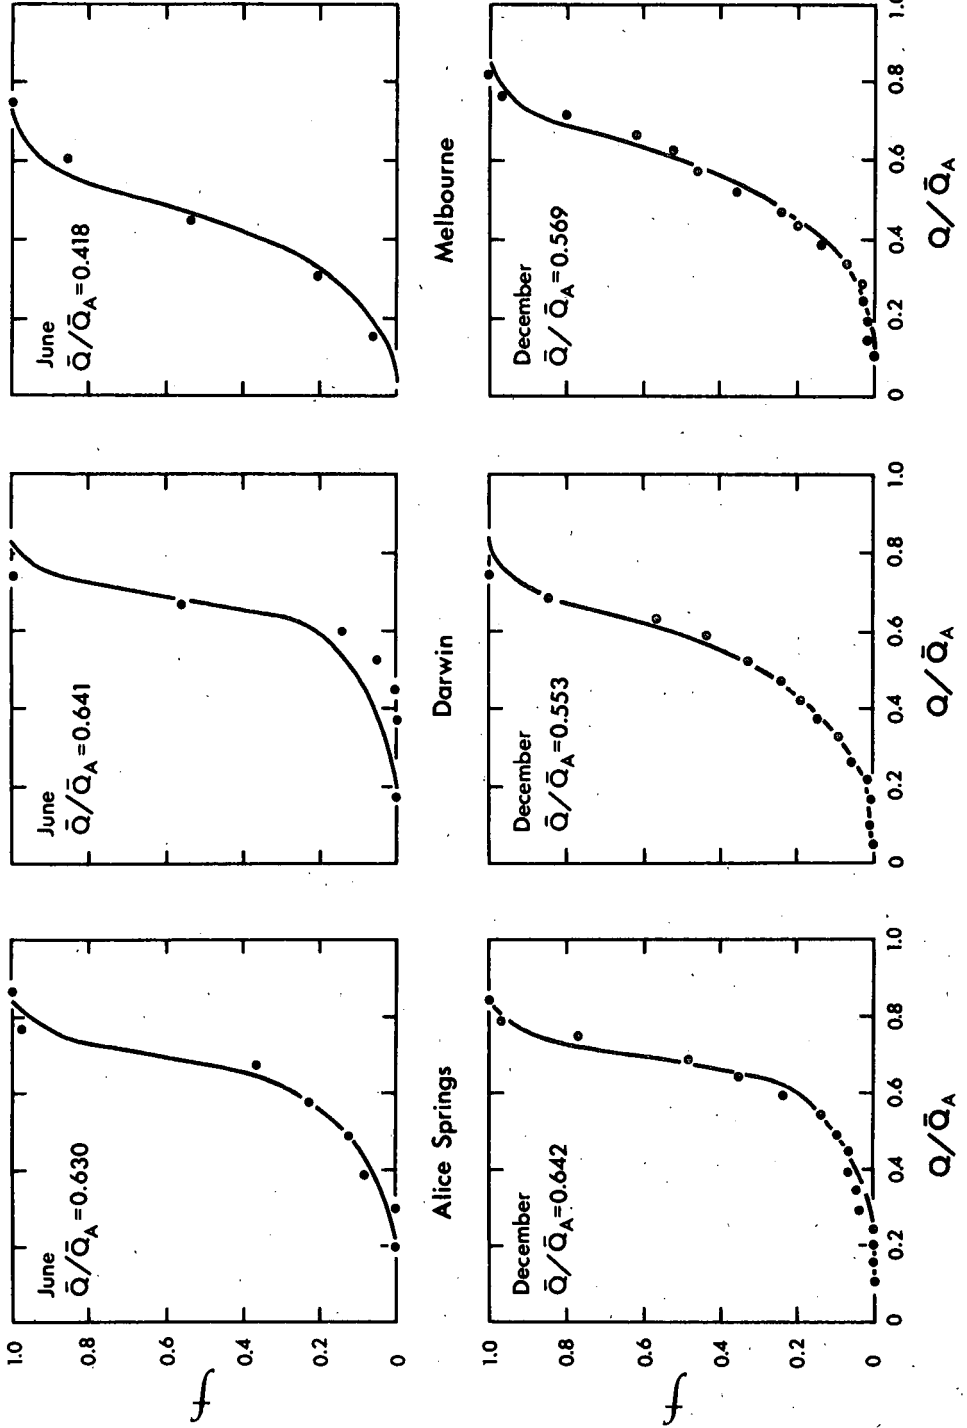 June
Q̄/Q̄A=0.630
June
Q̄/Q̄A=0.641
June
Q̄/Q̄A=0.418
f
1.0
0.8
0.6
0.4
0.2
0
Alice Springs
Darwin
Melbourne
December
Q̄/Q̄A=0.642
December
Q̄/Q̄A=0.553
December
Q̄/Q̄A=0.569
f
1.0
0.8
0.6
0.4
0.2
0
0 0.2 0.4 0.6 0.8 1.0
0 0.2 0.4 0.6 0.8 1.0
0 0.2 0.4 0.6 0.8 1.0
Q/Q̄A
Q/Q̄A
Q/Q̄A